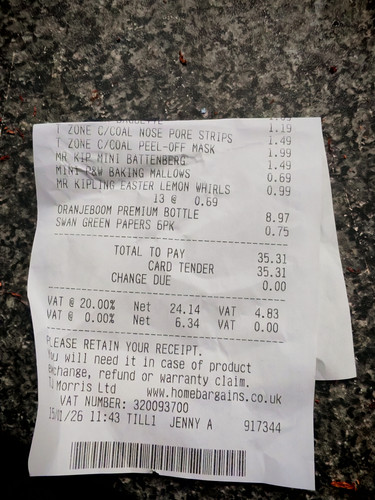 BAGUETTE 1.09
T ZONE C/COAL NOSE PORE STRIPS 1.19
T ZONE C/COAL PEEL-OFF MASK 1.49
MR KIP MINI BATTENBERG 1.99
MINI P&W BAKING MALLOWS 1.49
MR KIPLING EASTER LEMON WHIRLS 0.69
13 @ 0.69 0.99
ORANJEBOOM PREMIUM BOTTLE 8.97
SWAN GREEN PAPERS 6PK 0.75
TOTAL TO PAY 35.31
CARD TENDER 35.31
CHANGE DUE 0.00
VAT @ 20.00% Net 24.14 VAT 4.83
VAT @ 0.00% Net 6.34 VAT 0.00
PLEASE RETAIN YOUR RECEIPT.
You will need it in case of product
exchange, refund or warranty claim.
TJ Morris Ltd www.homebargains.co.uk
VAT NUMBER: 320093700
/26 11:43 TILL1 JENNY A 917344